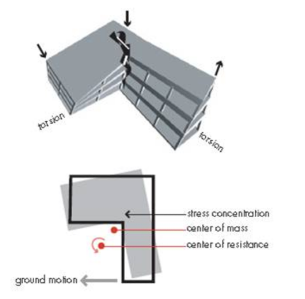 torsion
torsion
stress concentration
center of mass
center of resistance
ground motion